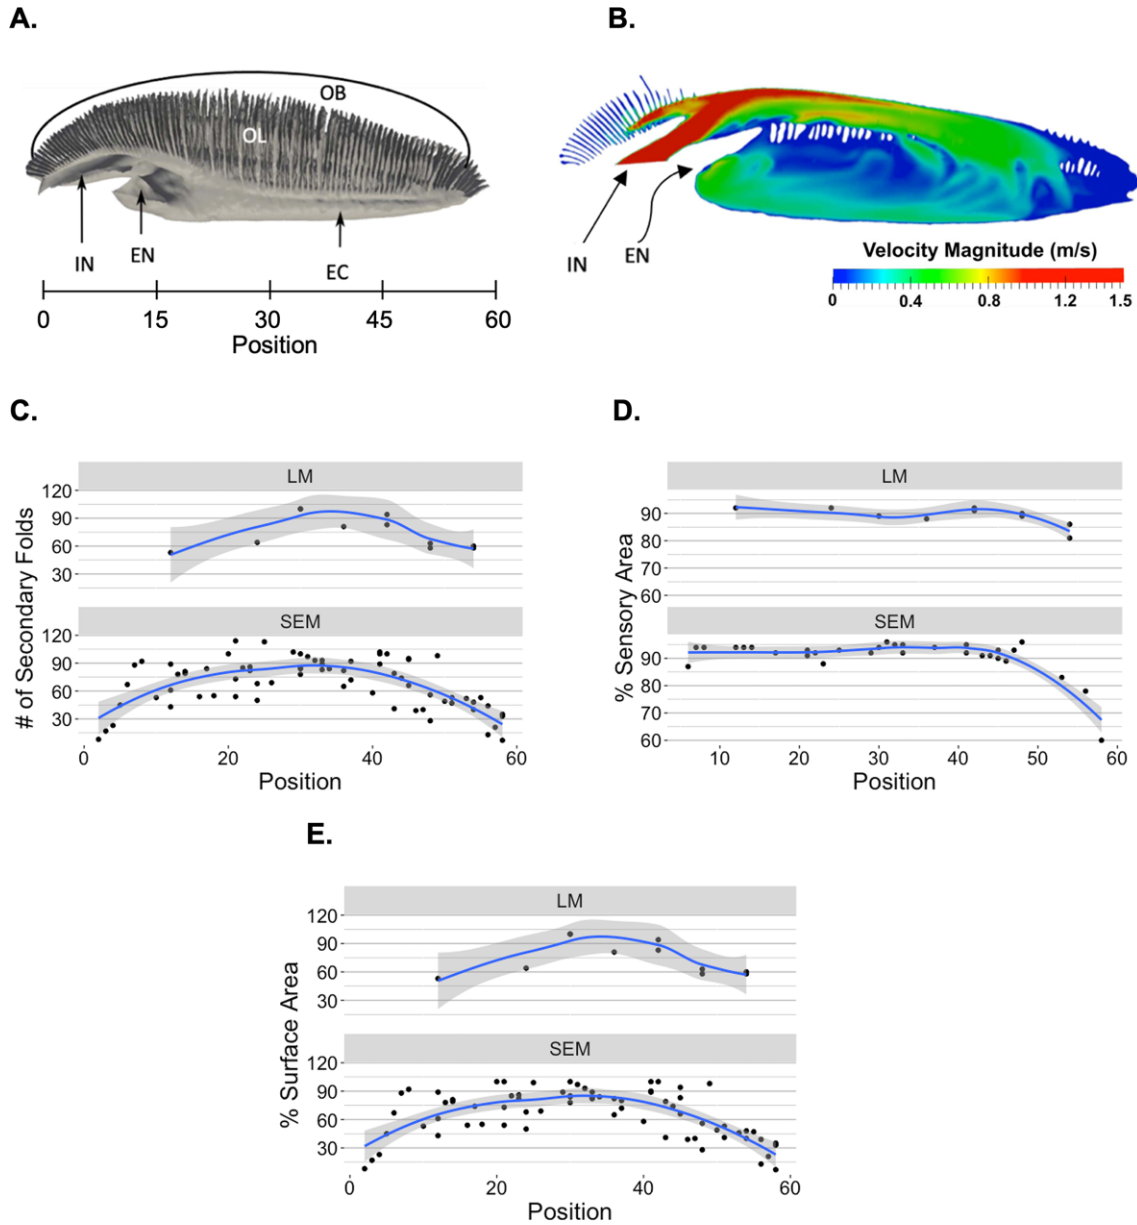 A.
B.
OB
OL
IN
EN
EC
0 15 30 45 60
Position
IN
EN
Velocity Magnitude (m/s)
0 0.4 0.8 1.2 1.5
C.
D.
LM
120
90
60
30
SEM
120
90
60
30
0 20 40 60
Position
# of Secondary Folds
LM
90
80
70
60
SEM
90
80
70
60
10 20 30 40 50 60
Position
% Sensory Area
E.
LM
120
90
60
30
SEM
120
90
60
30
0 20 40 60
Position
% Surface Area